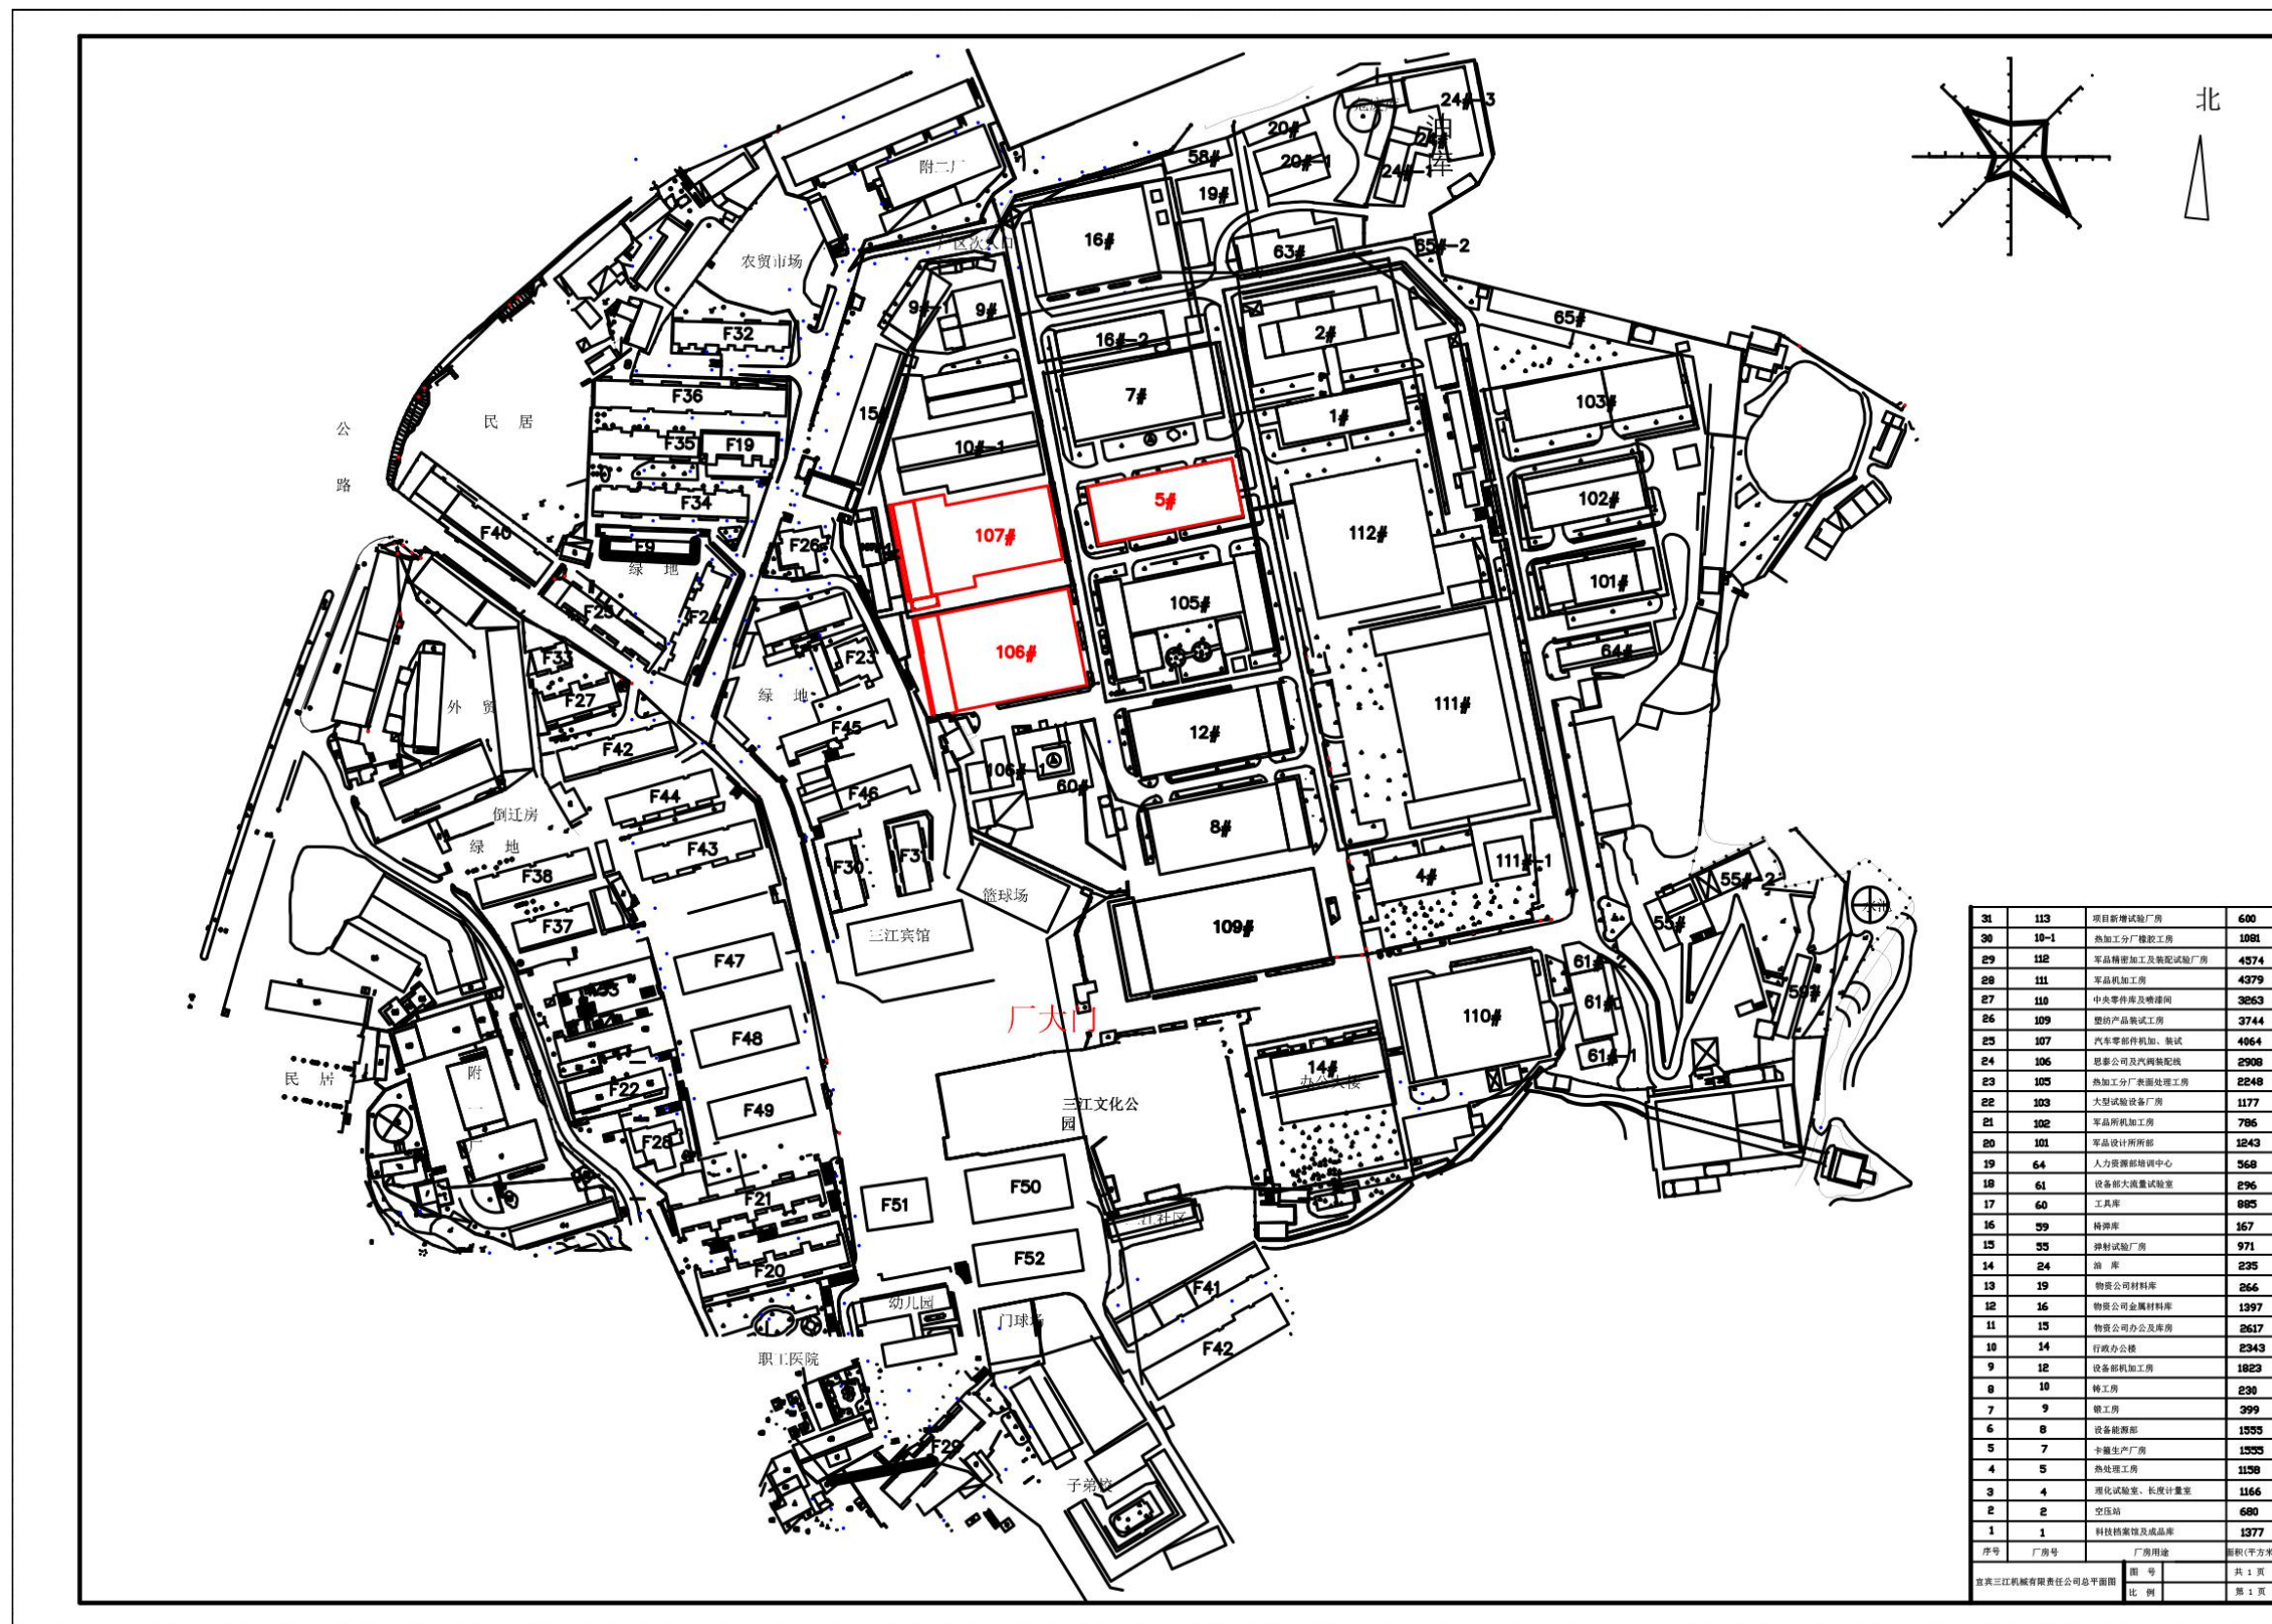 北
24#-3
危废库
油库
24#
24#-1
20#
20#-1
58#
19#
附二厂
16#
厂区次入口
63#
65#-2
农贸市场
9#-1
9#
16#-2
2#
65#
F32
7#
1#
103#
F36
15
公路
民居
F35
F19
10#-1
5#
102#
F34
107#
112#
F40
F26
F9
绿地
101#
105#
F25
F23
64#
106#
F33
F27
绿地
外贸
111#
F45
12#
F42
106#-1
60#
F44
F46
倒迁房
8#
绿地
F43
F30
F31
111#-1
F38
4#
55#-2
篮球场
55#
水池
F37
109#
三江宾馆
F47
61#
59#
厂大门
110#
F48
61#-1
14#
办公大楼
民居
附一厂
F22
F49
三江文化公
园
F28
F21
F51
F50
三江社区
F52
F20
F41
幼儿园
门球场
F42
职工医院
F29
子弟校
31 113 项目新增试验厂房 600
30 10-1 热加工分厂橡胶工房 1081
29 112 军品精密加工及装配试验厂房 4574
28 111 军品机加工房 4379
27 110 中央零件库及喷漆间 3263
26 109 塑纺产品装试工房 3744
25 107 汽车零部件机加、装试 4064
24 106 思泰公司及汽阀装配线 2908
23 105 热加工分厂表面处理工房 2248
22 103 大型试验设备厂房 1177
21 102 军品所机加工房 786
20 101 军品设计所所部 1243
19 64 人力资源部培训中心 568
18 61 设备部大流量试验室 296
17 60 工具库 885
16 59 枪弹库 167
15 55 弹射试验厂房 971
14 24 油 库 235
13 19 物资公司材料库 266
12 16 物资公司金属材料库 1397
11 15 物资公司办公及库房 2617
10 14 行政办公楼 2343
9 12 设备部机加工房 1823
8 10 铸工房 230
7 9 锻工房 399
6 8 设备能源部 1555
5 7 卡箍生产厂房 1555
4 5 热处理工房 1158
3 4 理化试验室、长度计量室 1166
2 2 空压站 680
1 1 科技档案馆及成品库 1377
序号 厂房号 厂房用途 面积(平方米
宜宾三江机械有限责任公司总平面图
图 号 共 1 页
比 例 第 1 页